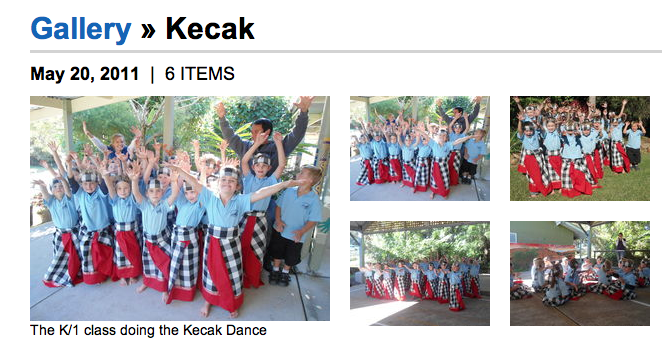 Gallery » Kecak
May 20, 2011 | 6 ITEMS
The K/1 class doing the Kecak Dance